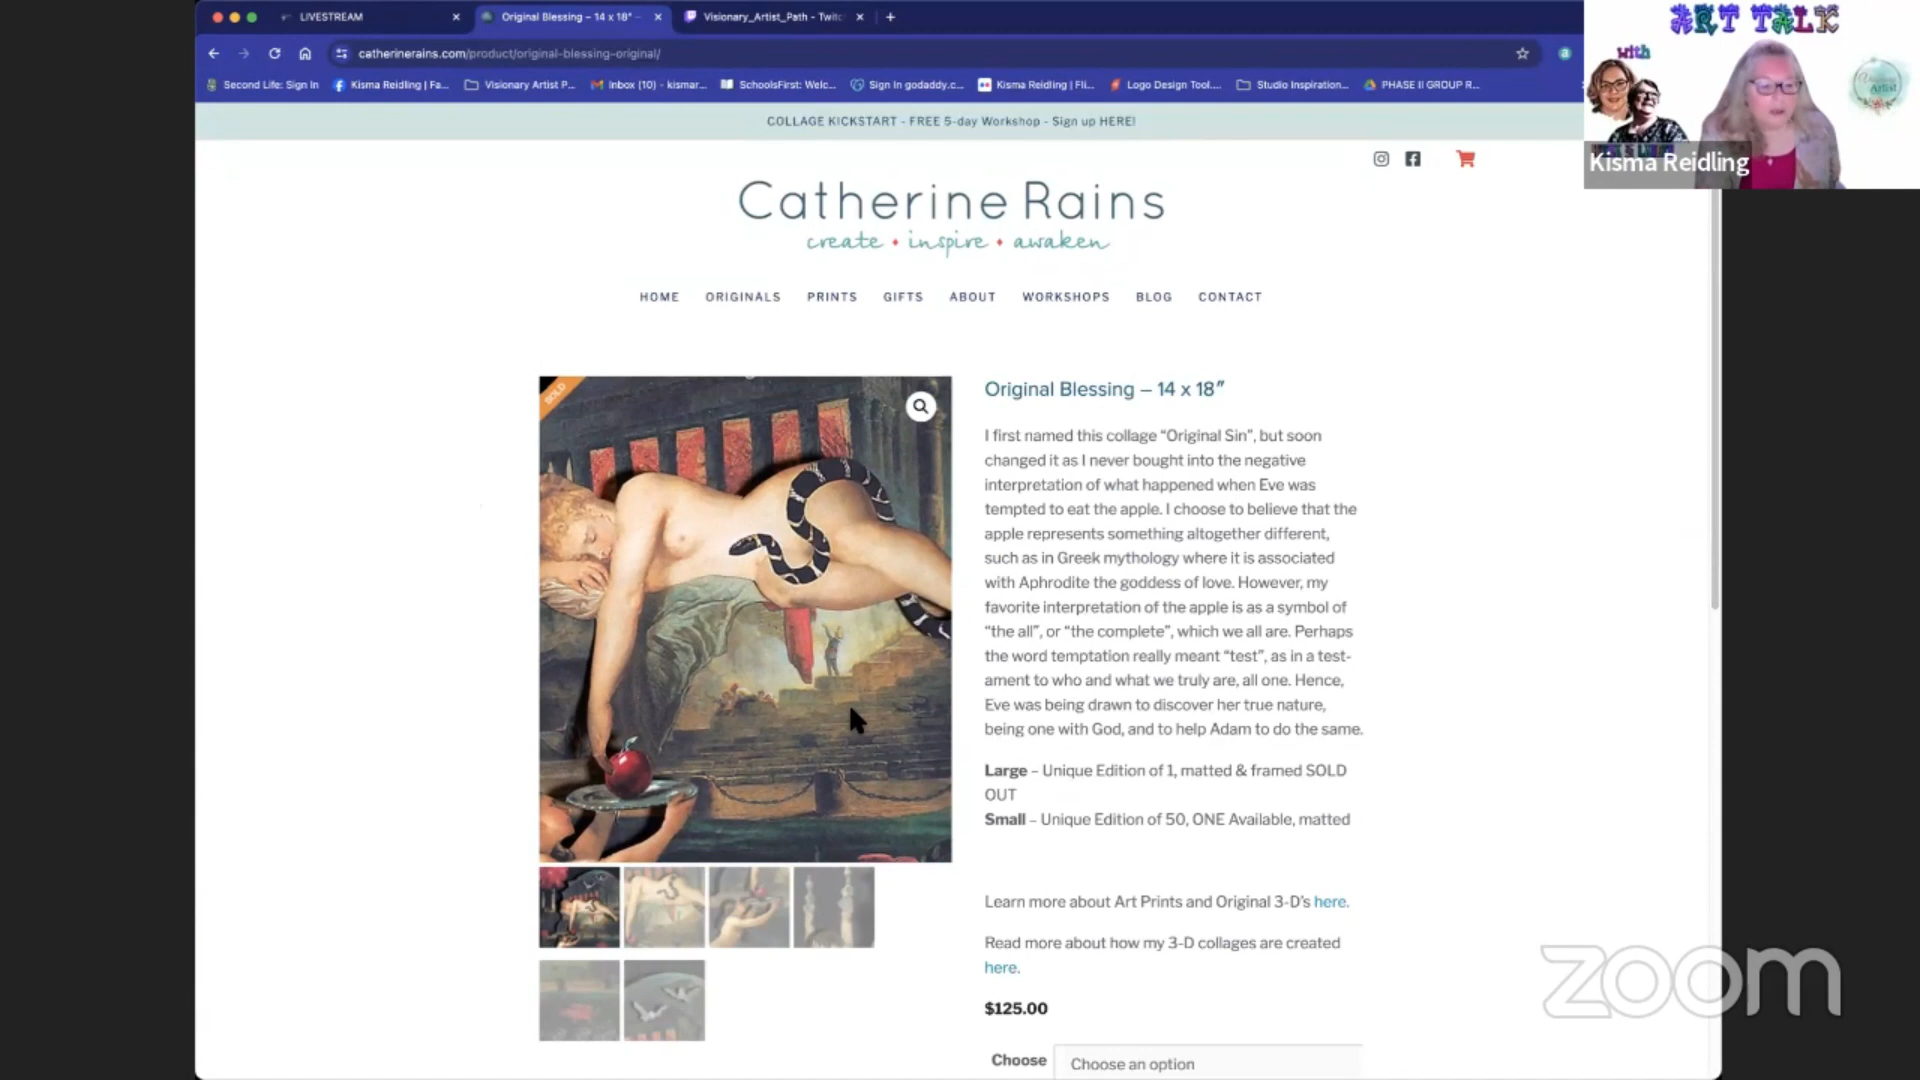 LIVESTREAM
Original Blessing – 14 x 18"
Visionary_Artist_Path - Twitc
catherinerains.com/product/original-blessing-original/
Second Life: Sign In
Kisma Reidling | Fa...
Visionary Artist P...
Inbox (10) - kismar...
SchoolsFirst: Welc...
Sign In godaddy.c...
Kisma Reidling | Fli...
Logo Design Tool....
Studio Inspiration...
PHASE II GROUP R...
ART TALK
with
Kisma Reidling
COLLAGE KICKSTART - FREE 5-day Workshop - Sign up HERE!
Catherine Rains
create • inspire • awaken
HOME ORIGINALS PRINTS GIFTS ABOUT WORKSHOPS BLOG CONTACT
SOLD
Original Blessing – 14 x 18″
I first named this collage “Original Sin”, but soon
changed it as I never bought into the negative
interpretation of what happened when Eve was
tempted to eat the apple. I choose to believe that the
apple represents something altogether different,
such as in Greek mythology where it is associated
with Aphrodite the goddess of love. However, my
favorite interpretation of the apple is as a symbol of
“the all”, or “the complete”, which we all are. Perhaps
the word temptation really meant “test”, as in a test-
ament to who and what we truly are, all one. Hence,
Eve was being drawn to discover her true nature,
being one with God, and to help Adam to do the same.
Large – Unique Edition of 1, matted & framed SOLD
OUT
Small – Unique Edition of 50, ONE Available, matted
Learn more about Art Prints and Original 3-D's here.
Read more about how my 3-D collages are created
here.
$125.00
Choose
Choose an option
zoom